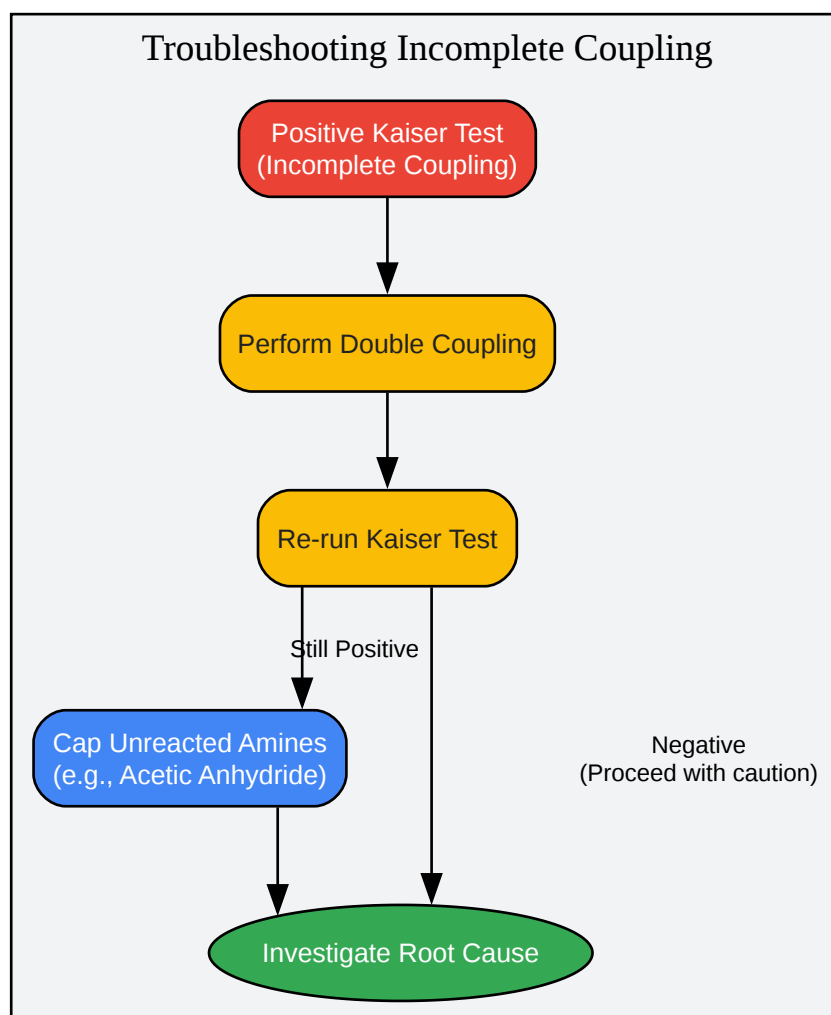 Troubleshooting Incomplete Coupling
Positive Kaiser Test
(Incomplete Coupling)
Perform Double Coupling
Re-run Kaiser Test
Still Positive
Cap Unreacted Amines
(e.g., Acetic Anhydride)
Negative
(Proceed with caution)
Investigate Root Cause